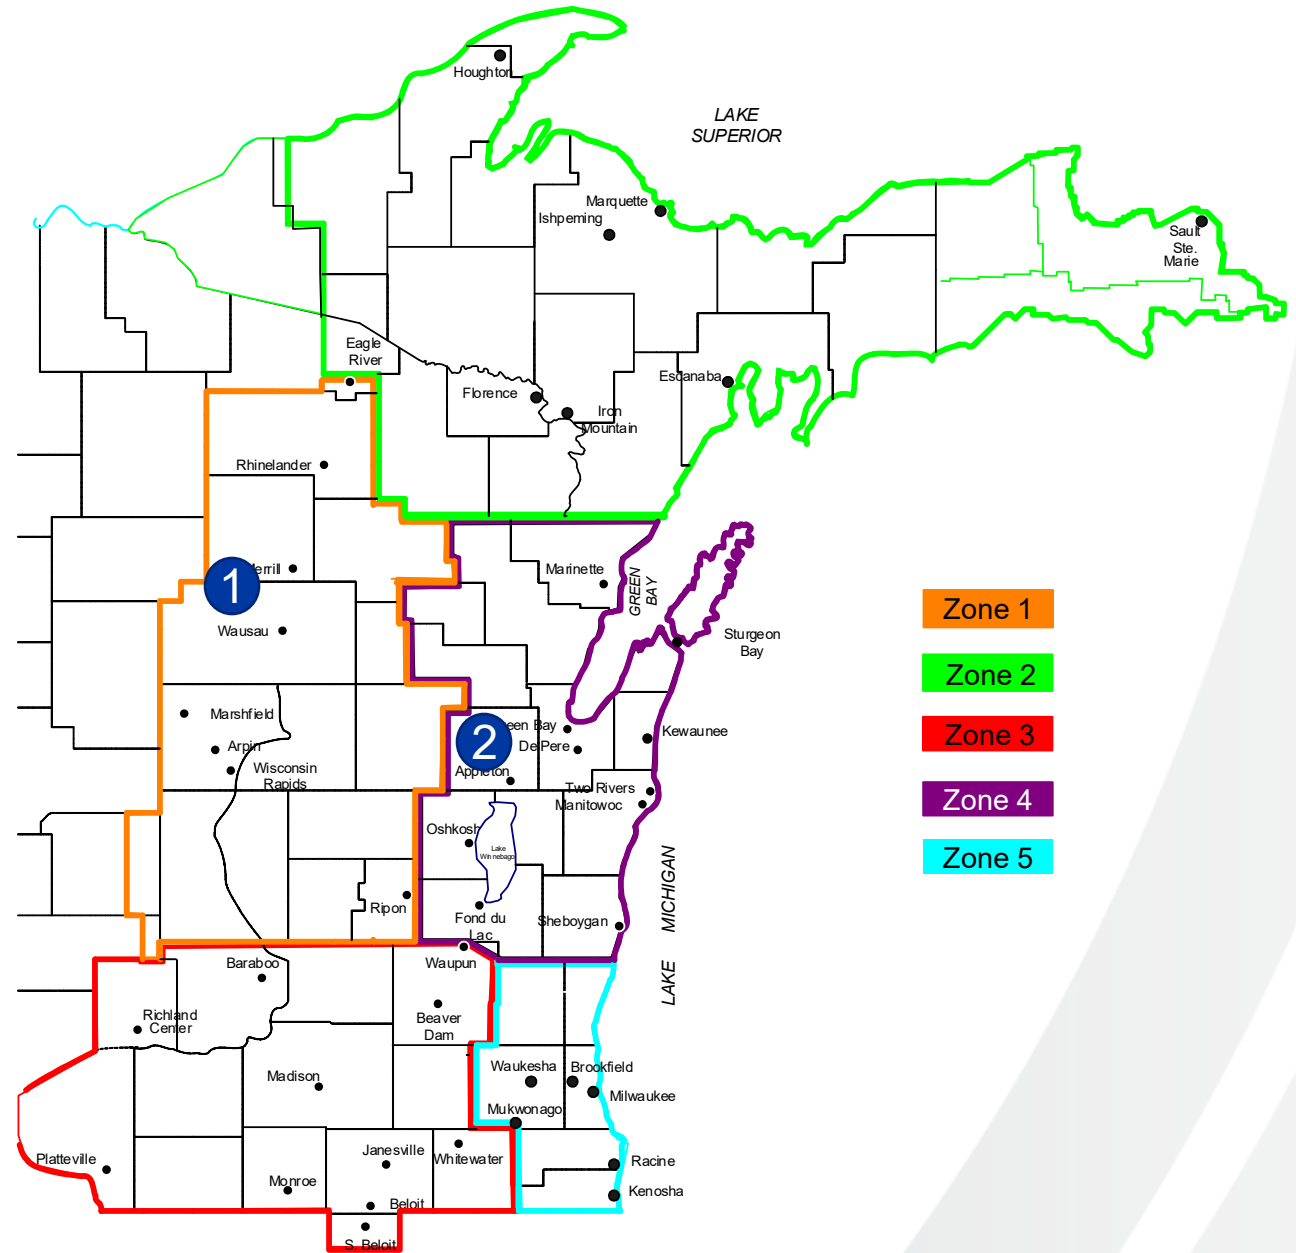 Houghton
LAKE
SUPERIOR
Marquette
Ishpeming
Sault
Ste.
Marie
Eagle
River
Escanaba
Florence
Iron
Mountain
Rhinelander
Marinette
GREEN
BAY
1
errill
Zone 1
Wausau
Sturgeon
Bay
Zone 2
Marshfield
een Bay
Kewaunee
Zone 3
2
De Pere
Arpin
Wisconsin
Rapids
Appleton
Two Rivers
Manitowoc
Zone 4
Oshkosh
Lake
Winnebago
Zone 5
Ripon
Fond du
Lac
Sheboygan
LAKE MICHIGAN
Waupun
Baraboo
Richland
Center
Beaver
Dam
Waukesha
Brookfield
Madison
Milwaukee
Mukwonago
Platteville
Janesville
Whitewater
Racine
Monroe
Kenosha
Beloit
S. Beloit